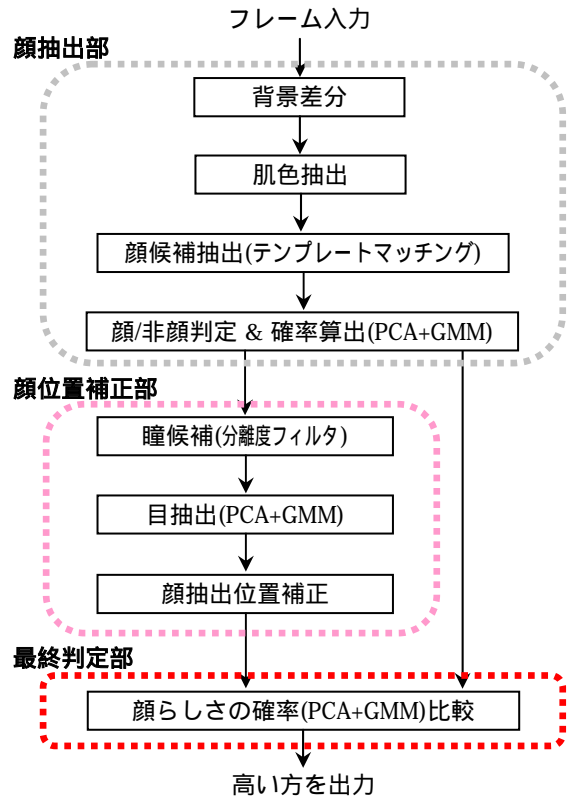 フレーム入力
顔抽出部
背景差分
肌色抽出
顔候補抽出(テンプレートマッチング)
顔/非顔判定 & 確率算出(PCA+GMM)
顔位置補正部
瞳候補(分離度フィルタ)
目抽出(PCA+GMM)
顔抽出位置補正
最終判定部
顔らしさの確率(PCA+GMM)比較
高い方を出力